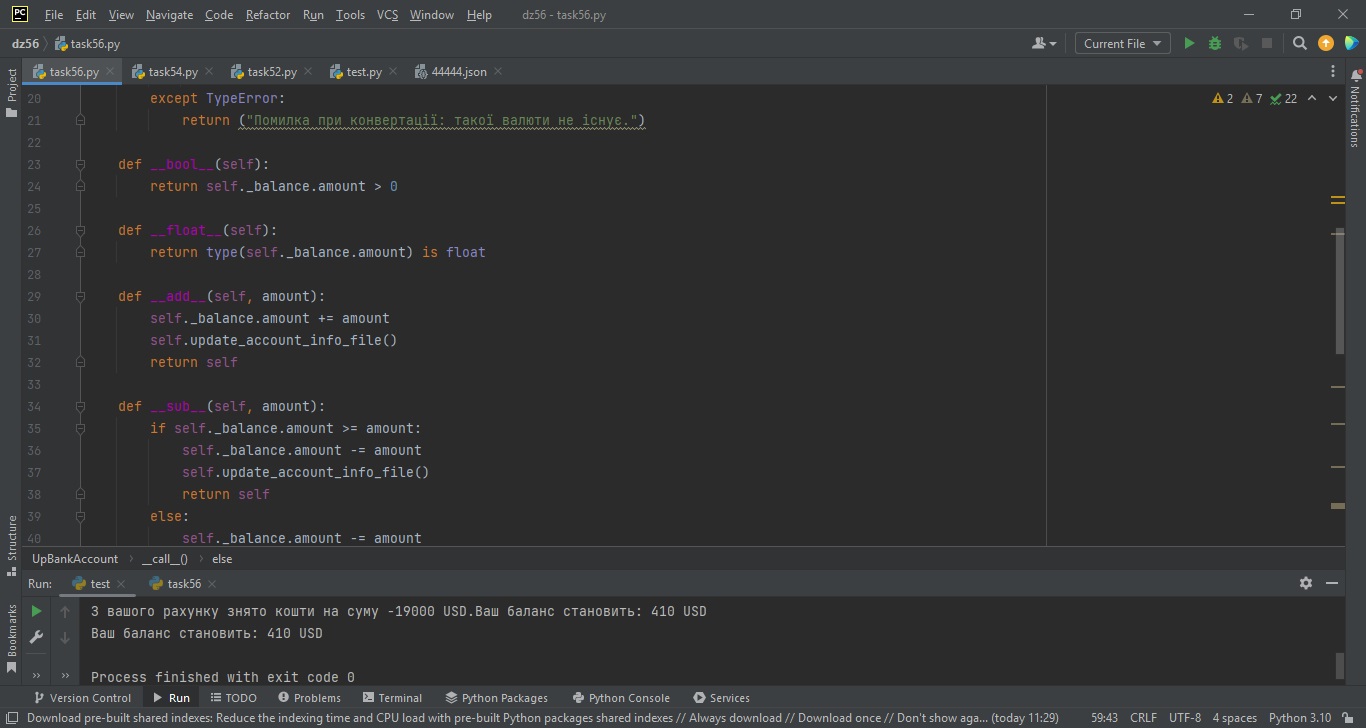 PC File Edit View Navigate Code Refactor Run Tools VCS Window Help dz56 - task56.py
dz56 task56.py Current File
Project
task56.py task54.py task52.py test.py 44444.json
Notifications
2 7 22
20 except TypeError:
21 return ("Помилка при конвертації: такої валюти не існує.")
22
23 def __bool__(self):
24 return self._balance.amount > 0
25
26 def __float__(self):
27 return type(self._balance.amount) is float
28
29 def __add__(self, amount):
30 self._balance.amount += amount
31 self.update_account_info_file()
32 return self
33
34 def __sub__(self, amount):
35 if self._balance.amount >= amount:
36 self._balance.amount -= amount
37 self.update_account_info_file()
38 return self
39 else:
40 self._balance.amount -= amount
Structure
UpBankAccount __call__() else
Run: test task56
Bookmarks
З вашого рахунку знято кошти на суму -19000 USD.Ваш баланс становить: 410 USD
Ваш баланс становить: 410 USD
Process finished with exit code 0
Version Control Run TODO Problems Terminal Python Packages Python Console Services
Download pre-built shared indexes: Reduce the indexing time and CPU load with pre-built Python packages shared indexes // Always download // Download once // Don't show aga... (today 11:29) 59:43 CRLF UTF-8 4 spaces Python 3.10